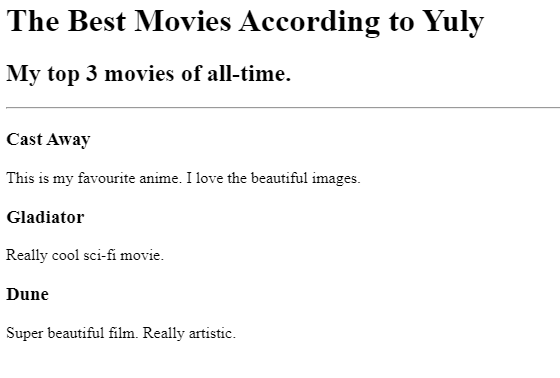 The Best Movies According to Yuly
My top 3 movies of all-time.
Cast Away
This is my favourite anime. I love the beautiful images.
Gladiator
Really cool sci-fi movie.
Dune
Super beautiful film. Really artistic.